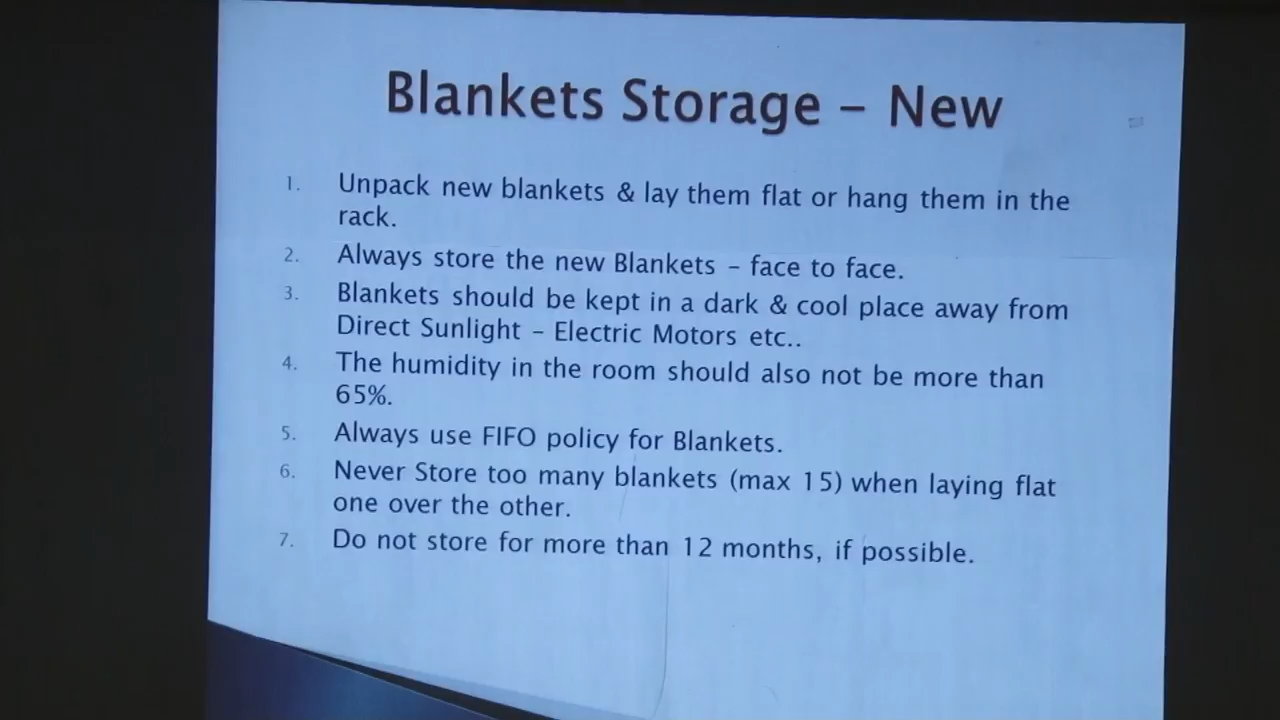 Blankets Storage – New
1. Unpack new blankets & lay them flat or hang them in the
rack.
2. Always store the new Blankets – face to face.
3. Blankets should be kept in a dark & cool place away from
Direct Sunlight – Electric Motors etc..
4. The humidity in the room should also not be more than
65%.
5. Always use FIFO policy for Blankets.
6. Never Store too many blankets (max 15) when laying flat
one over the other.
7. Do not store for more than 12 months, if possible.